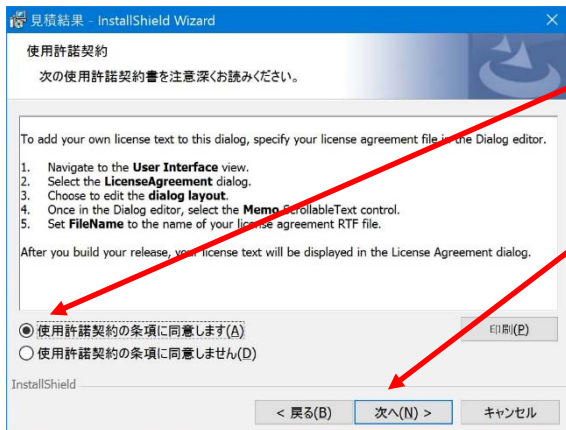 見積結果 - InstallShield Wizard
使用許諾契約
次の使用許諾契約書を注意深くお読みください。
To add your own license text to this dialog, specify your license agreement file in the Dialog editor.
1. Navigate to the User Interface view.
2. Select the LicenseAgreement dialog.
3. Choose to edit the dialog layout.
4. Once in the Dialog editor, select the Memo ScrollableText control.
5. Set FileName to the name of your license agreement RTF file.
After you build your release, your license text will be displayed in the License Agreement dialog.
使用許諾契約の条項に同意します(A)
印刷(P)
使用許諾契約の条項に同意しません(D)
InstallShield
< 戻る(B)
次へ(N) >
キャンセル